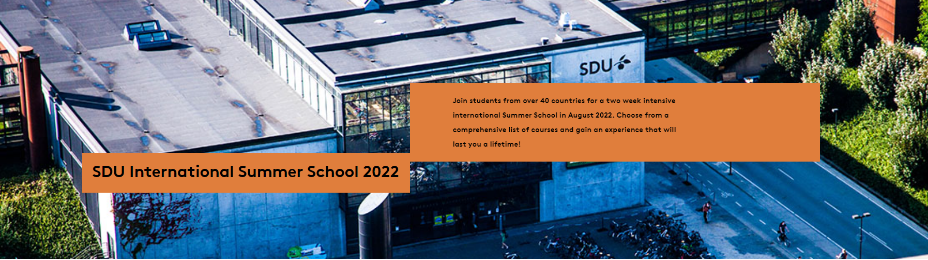 SDU
Join students from over 40 countries for a two week intensive
International Summer School in August 2022. Choose from a
comprehensive list of courses and gain an experience that will
last you a lifetime!
SDU International Summer School 2022